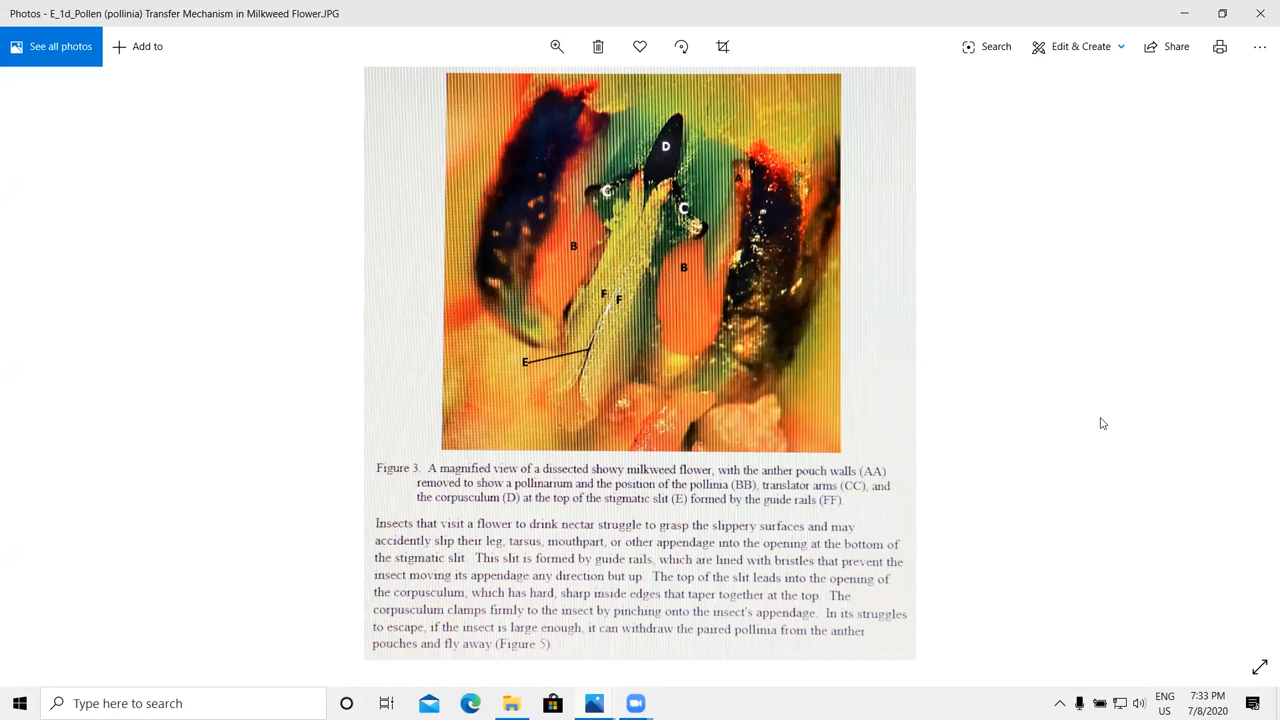 Photos - E_1d_Pollen (pollinia) Transfer Mechanism in Milkweed Flower.JPG
See all photos
Add to
Search
Edit & Create
Share
D
C
A
C
B
B
F
F
E
Figure 3. A magnified view of a dissected showy milkweed flower, with the anther pouch walls (AA)
removed to show a pollinarium and the position of the pollinia (BB), translator arms (CC), and
the corpusculum (D) at the top of the stigmatic slit (E) formed by the guide rails (FF).
Insects that visit a flower to drink nectar struggle to grasp the slippery surfaces and may
accidently slip their leg, tarsus, mouthpart, or other appendage into the opening at the bottom of
the stigmatic slit. This slit is formed by guide rails, which are lined with bristles that prevent the
insect moving its appendage any direction but up. The top of the slit leads into the opening of
the corpusculum, which has hard, sharp inside edges that taper together at the top. The
corpusculum clamps firmly to the insect by pinching onto the insect's appendage. In its struggles
to escape, if the insect is large enough, it can withdraw the paired pollinia from the anther
pouches and fly away (Figure 5).
Type here to search
ENG
US
7:33 PM
7/8/2020